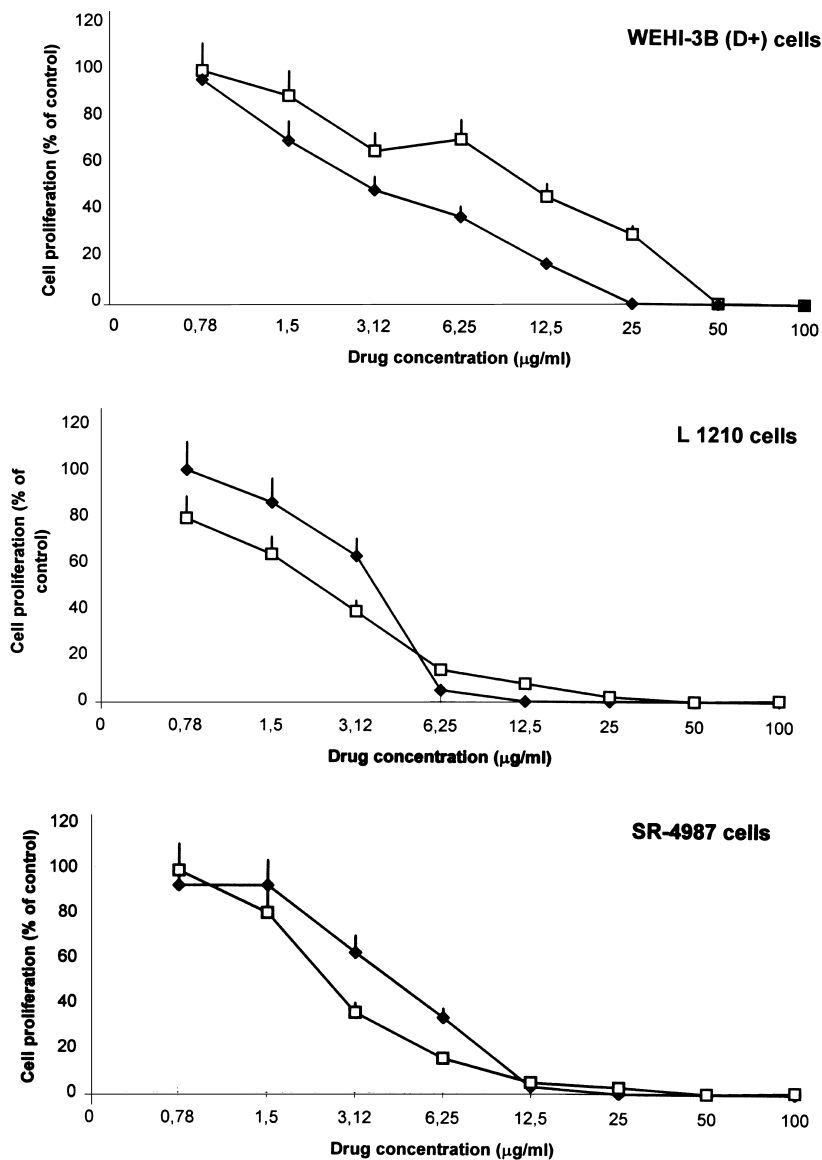 WEHI-3B (D+) cells
Cell proliferation (% of control)
120
100
80
60
40
20
0
0 0,78 1,5 3,12 6,25 12,5 25 50 100
Drug concentration (μg/ml)
L 1210 cells
Cell proliferation (% of
control)
120
100
80
60
40
20
0
0 0,78 1,5 3,12 6,25 12,5 25 50 100
Drug concentration (μg/ml)
SR-4987 cells
Cell proliferation (% of control)
120
100
80
60
40
20
0
0 0,78 1,5 3,12 6,25 12,5 25 50 100
Drug concentration (μg/ml)